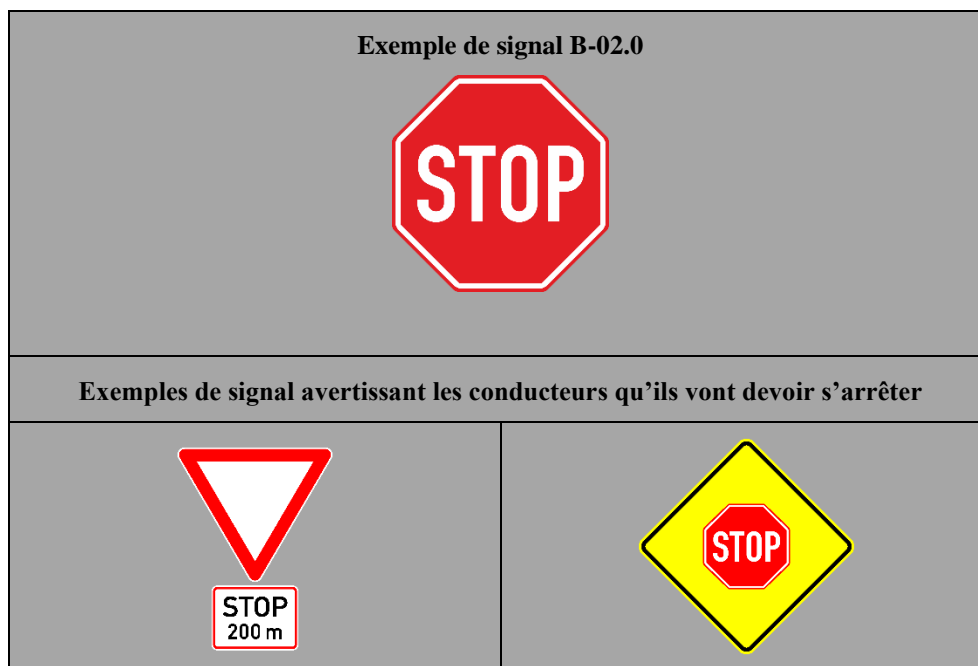 Exemple de signal B-02.0
STOP
Exemples de signal avertissant les conducteurs qu’ils vont devoir s’arrêter
STOP
200 m
STOP